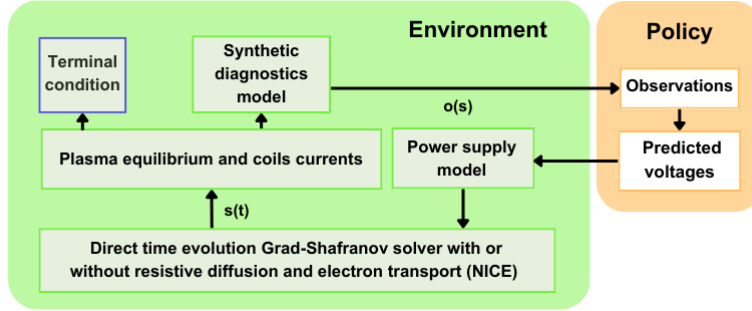 Environment
Policy
Terminal
condition
Synthetic
diagnostics
model
o(s)
Observations
Predicted
voltages
Power supply
model
Plasma equilibrium and coils currents
s(t)
Direct time evolution Grad-Shafranov solver with or
without resistive diffusion and electron transport (NICE)